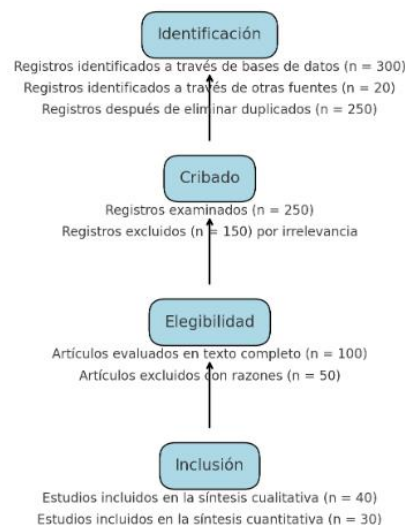 Identificación
Registros identificados a través de bases de datos (n = 300)
Registros identificados a través de otras fuentes (n = 20)
Registros después de eliminar duplicados (n = 250)
Cribado
Registros examinados (n = 250)
Registros excluidos (n = 150) por irrelevancia
Elegibilidad
Artículos evaluados en texto completo (n = 100)
Artículos excluidos con razones (n = 50)
Inclusión
Estudios incluidos en la síntesis cualitativa (n = 40)
Estudios incluidos en la síntesis cuantitativa (n = 30)